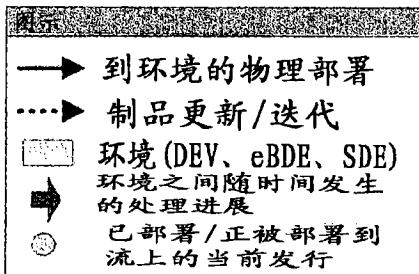 图示
到环境的物理部署
制品更新/迭代
环境(DEV、eBDE、SDE)
环境之间随时间发生
的处理进展
已部署/正被部署到
流上的当前发行